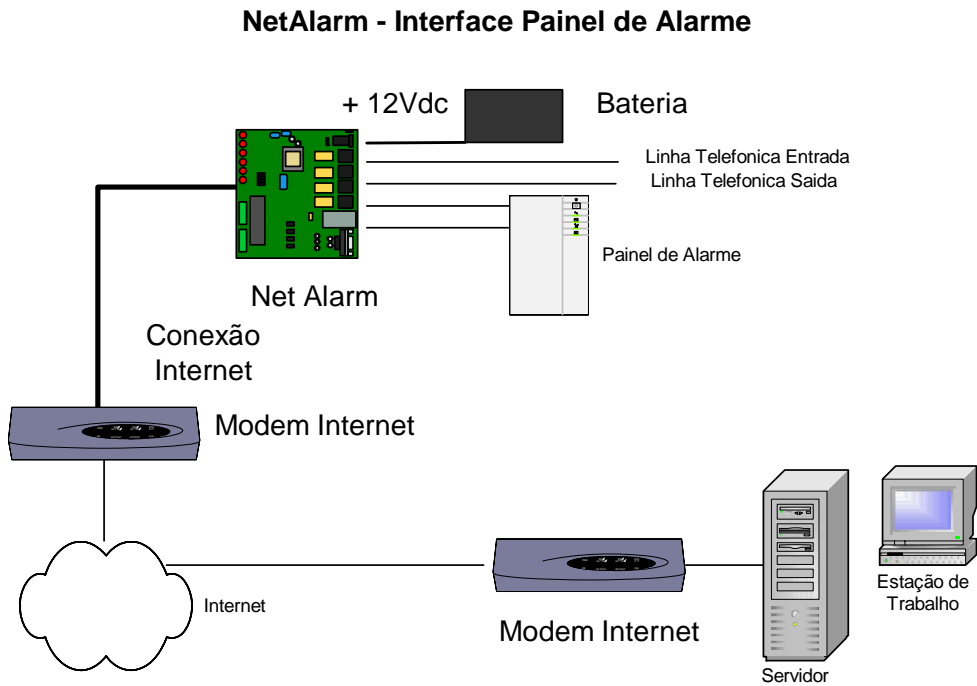 NetAlarm - Interface Painel de Alarme
+ 12Vdc
Bateria
Linha Telefonica Entrada
Linha Telefonica Saida
Painel de Alarme
Net Alarm
Conexão
Internet
Modem Internet
Internet
Modem Internet
Servidor
Estação de
Trabalho